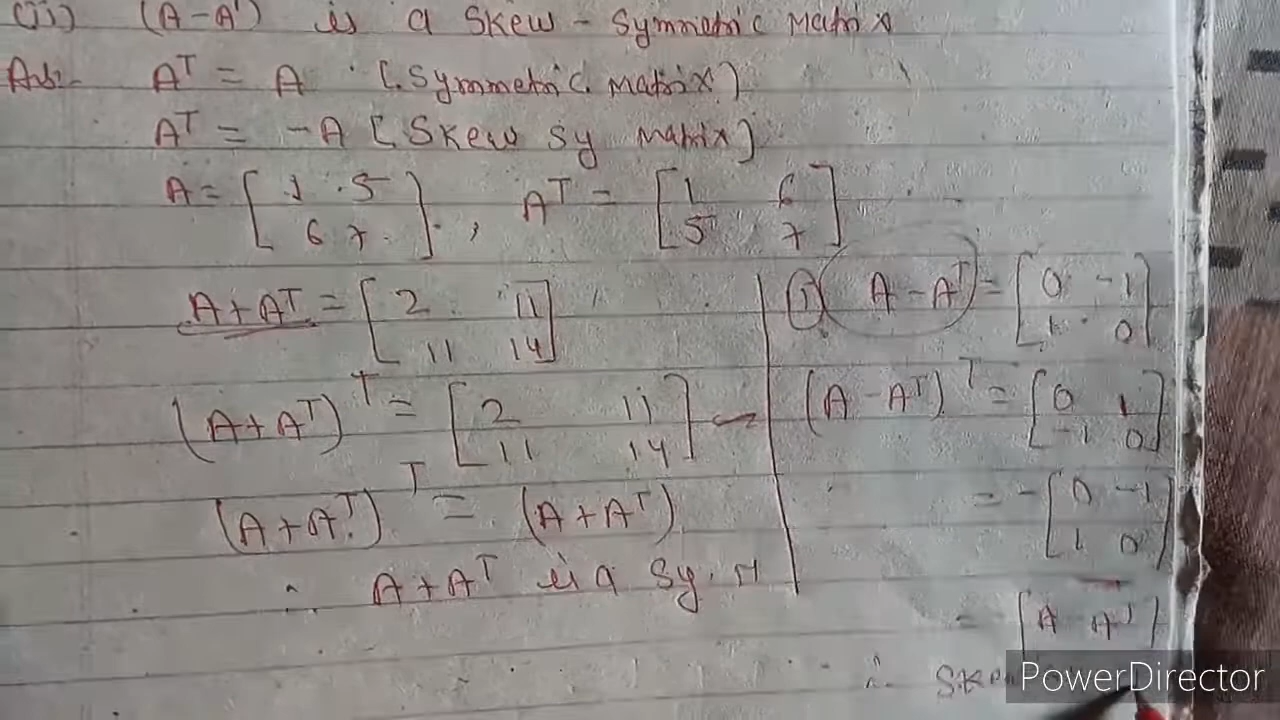 (ii) (A-A') is a Skew - Symmetric Matrix
Ans:- Aᵀ = A [Symmetric Matrix]
Aᵀ = -A [Skew Sy Matrix]
A = [1 5
6 7], Aᵀ = [1 6
5 7]
A+Aᵀ = [2 11
11 14]
(A+Aᵀ)ᵀ = [2 11
11 14]
(A+Aᵀ)ᵀ = (A+Aᵀ)
∴ A+Aᵀ is a Sy. M
① A-Aᵀ = [0 -1
1 0]
(A-Aᵀ)ᵀ = [0 1
-1 0]
= -[0 -1
1 0]
= [A Aᵀ]
∴
PowerDirector